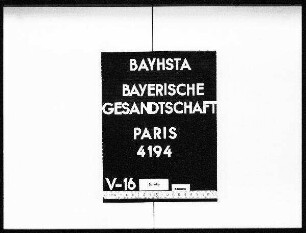 BAYHSTA
BAYERISCHE
GESANDTSCHAFT
PARIS
4194
V-16